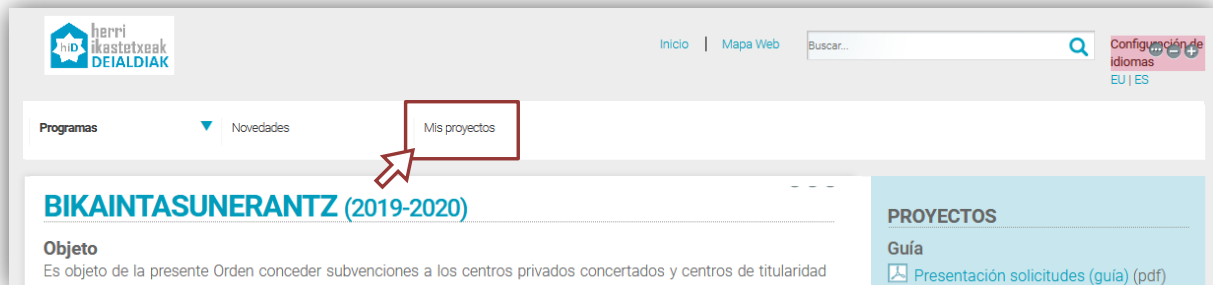 herri
ikastetxeak
DEIALDIAK
hiD
Inicio | Mapa Web
Buscar...
Configuración de
idiomas
EU | ES
Programas
Novedades
Mis proyectos
BIKAINTASUNERANTZ (2019-2020)
Objeto
Es objeto de la presente Orden conceder subvenciones a los centros privados concertados y centros de titularidad
PROYECTOS
Guía
Presentación solicitudes (guía) (pdf)